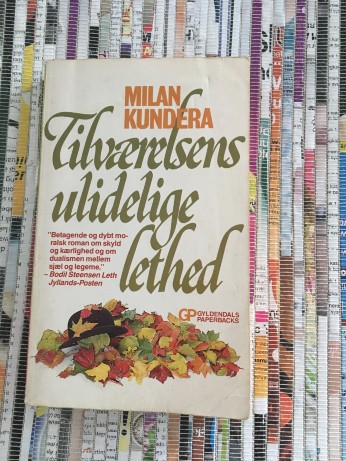 MILAN
KUNDERA
Tilværelsens
ulidelige
lethed
"Betagende og dybt mo-
ralsk roman om skyld
og kærlighed og om
dualismen mellem
sjæl og legeme."
– Bodil Steensen Leth
Jyllands-Posten
GP GYLDENDALS
PAPERBACKS